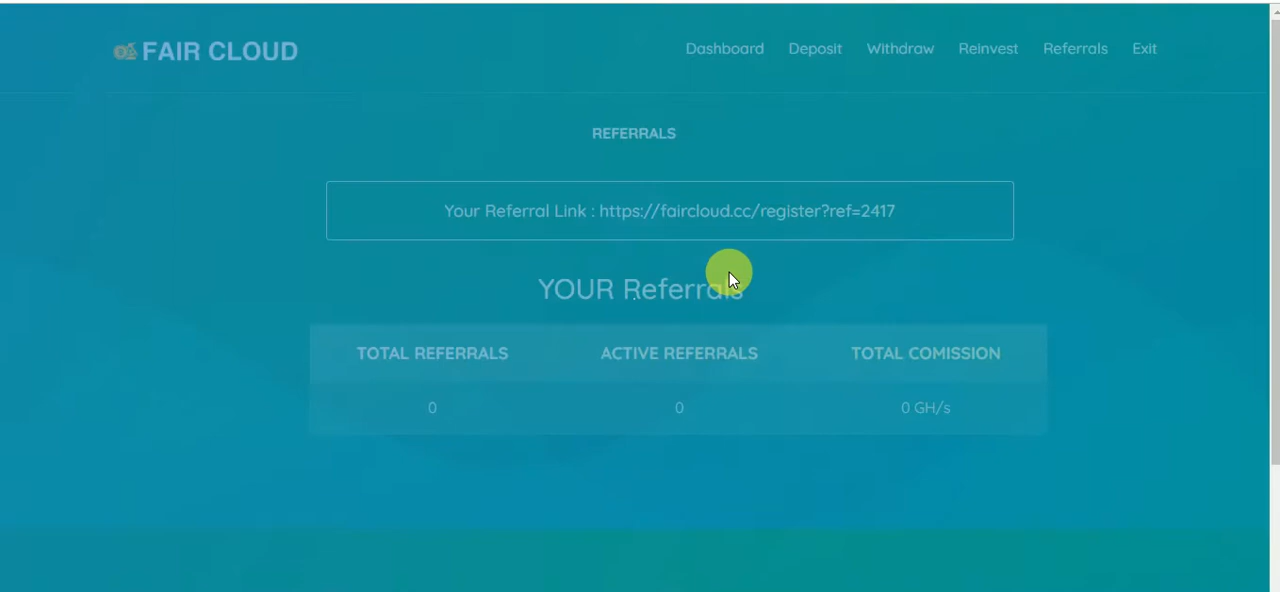 FAIR CLOUD
Dashboard Deposit Withdraw Reinvest Referrals Exit
REFERRALS
Your Referral Link : https://faircloud.cc/register?ref=2417
YOUR Referrals
TOTAL REFERRALS ACTIVE REFERRALS TOTAL COMISSION
0 0 0 GH/s